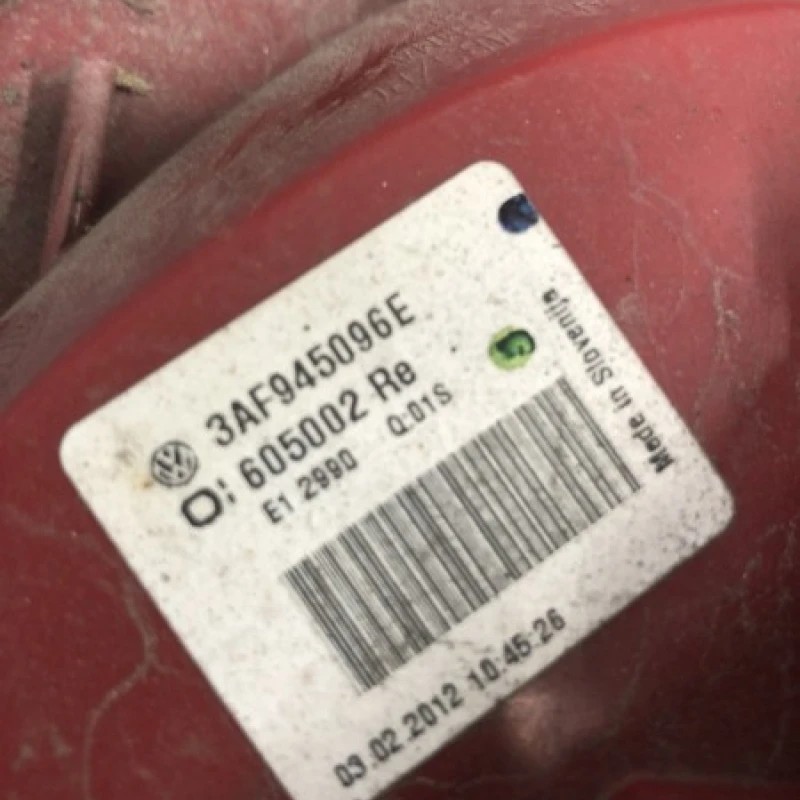 3AF945096E
O: 605002 Re
E1 2990 Q:01S
Made in Slovenija
03.02.2012 10:45:26